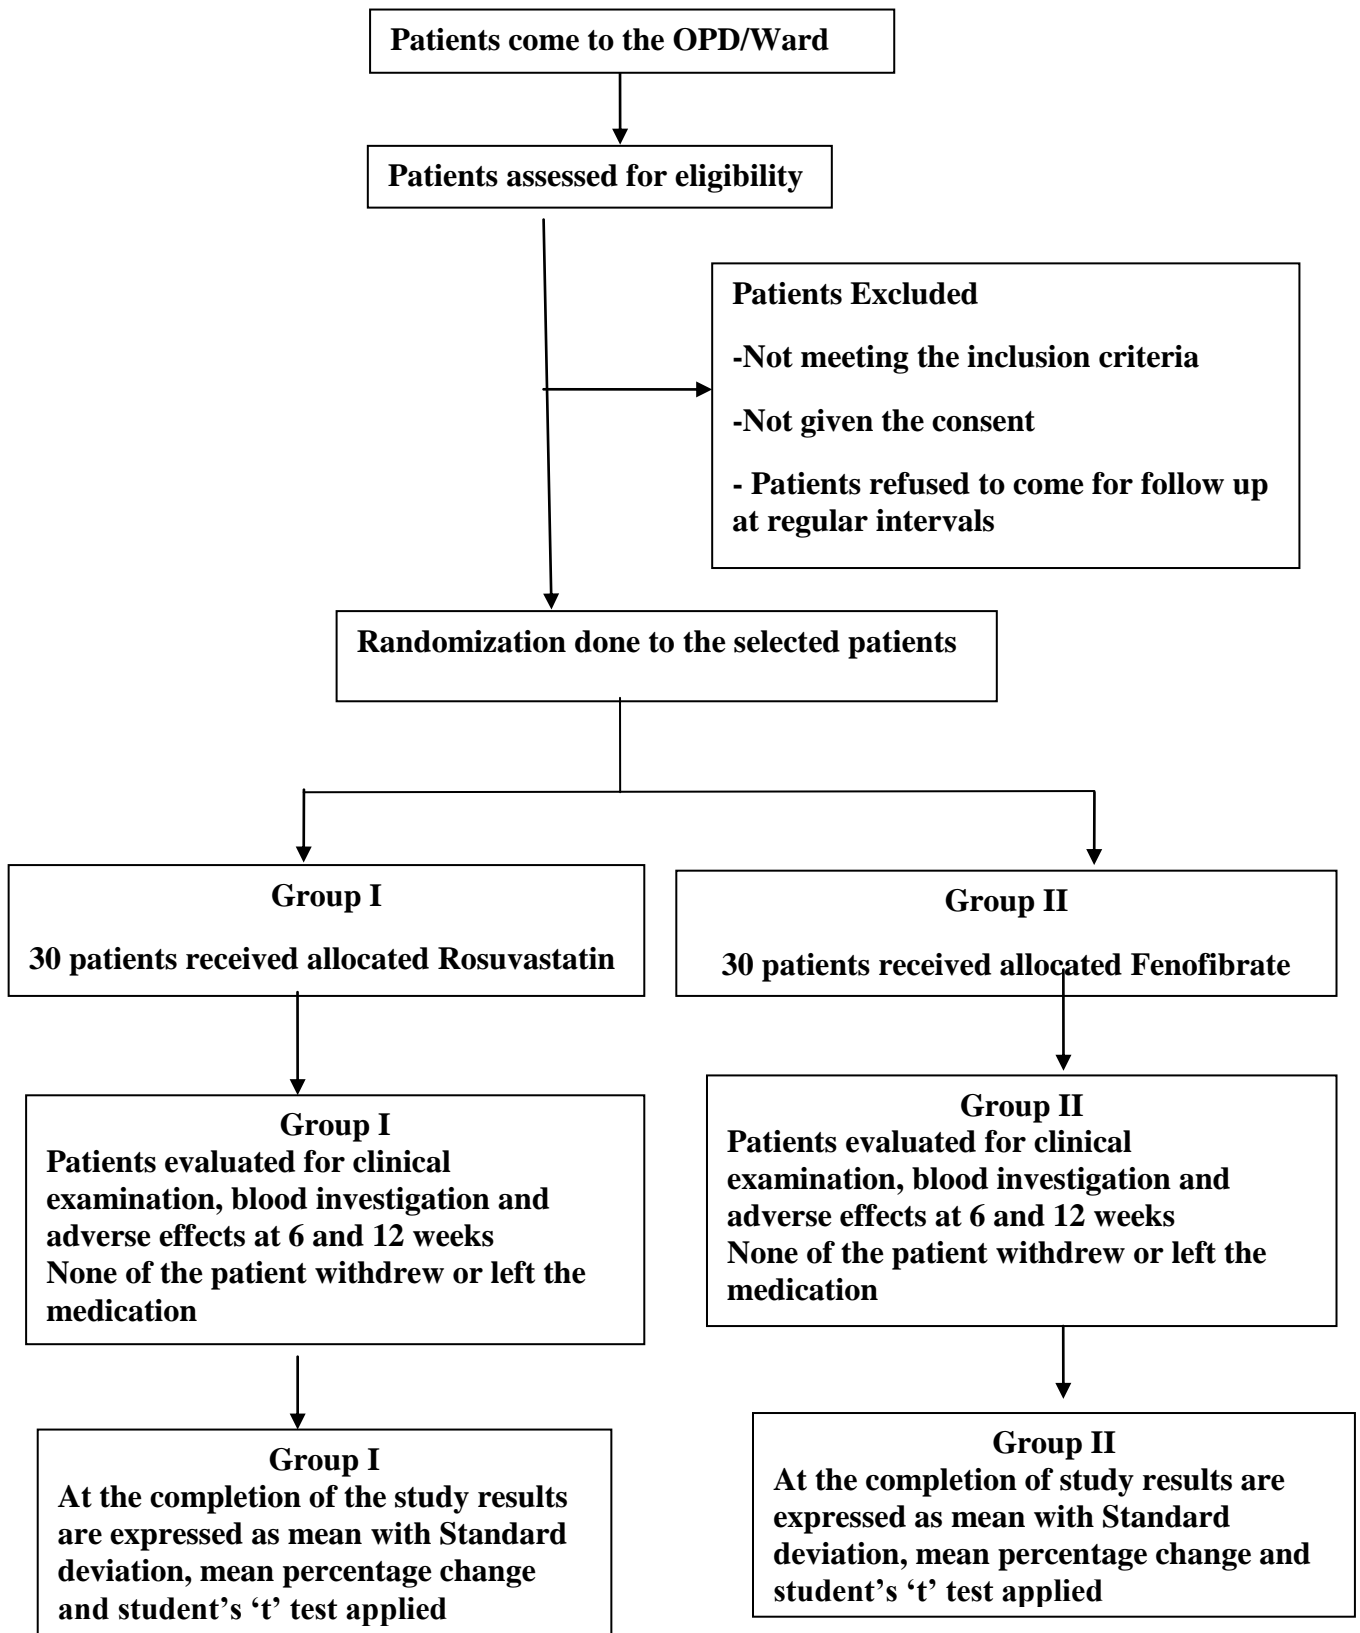 Patients come to the OPD/Ward
Patients assessed for eligibility
Patients Excluded
-Not meeting the inclusion criteria
-Not given the consent
- Patients refused to come for follow up
at regular intervals
Randomization done to the selected patients
Group I
30 patients received allocated Rosuvastatin
Group II
30 patients received allocated Fenofibrate
Group I
Patients evaluated for clinical
examination, blood investigation and
adverse effects at 6 and 12 weeks
None of the patient withdrew or left the
medication
Group II
Patients evaluated for clinical
examination, blood investigation and
adverse effects at 6 and 12 weeks
None of the patient withdrew or left the
medication
Group I
At the completion of the study results
are expressed as mean with Standard
deviation, mean percentage change
and student’s ‘t’ test applied
Group II
At the completion of study results are
expressed as mean with Standard
deviation, mean percentage change and
student’s ‘t’ test applied